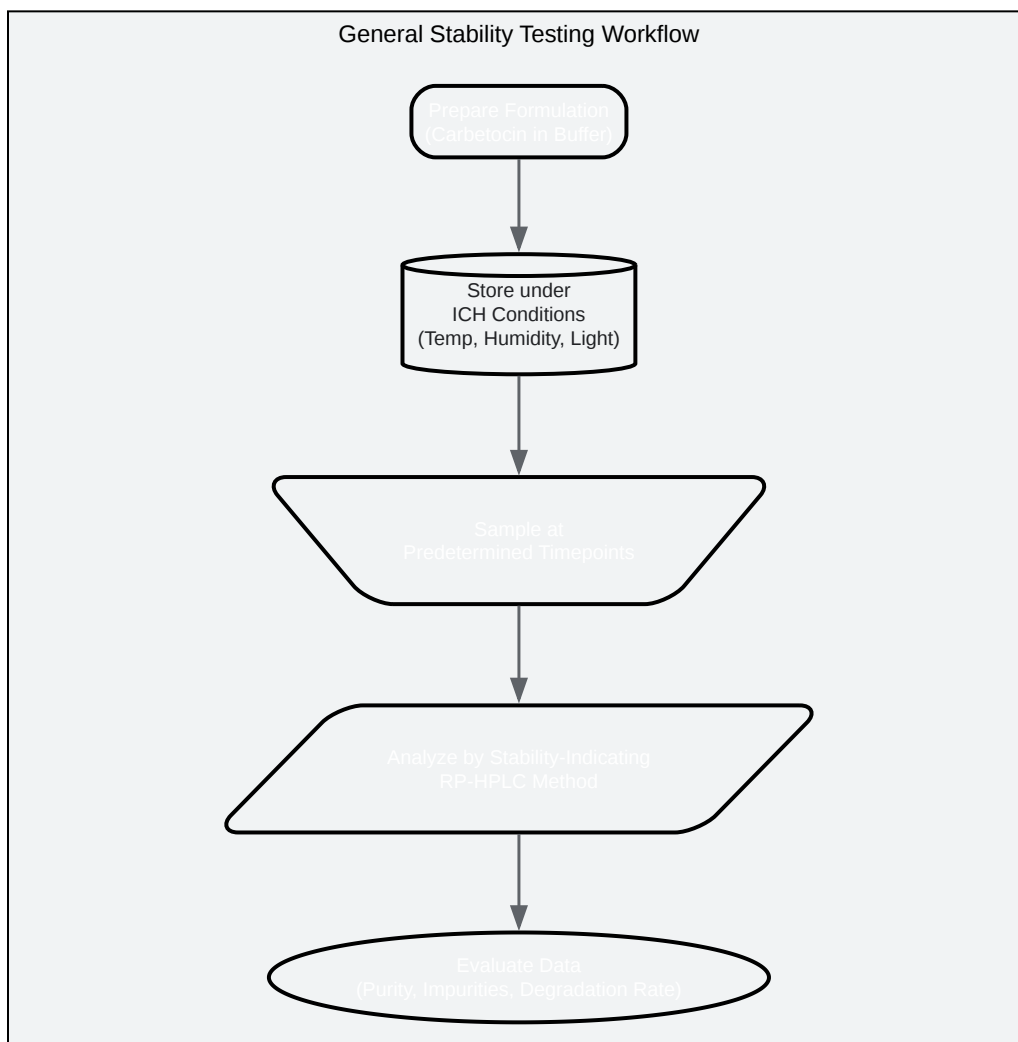 General Stability Testing Workflow
Prepare Formulation
(Carbetocin in Buffer)
Store under
ICH Conditions
(Temp, Humidity, Light)
Sample at
Predetermined Timepoints
Analyze by Stability-Indicating
RP-HPLC Method
Evaluate Data
(Purity, Impurities, Degradation Rate)